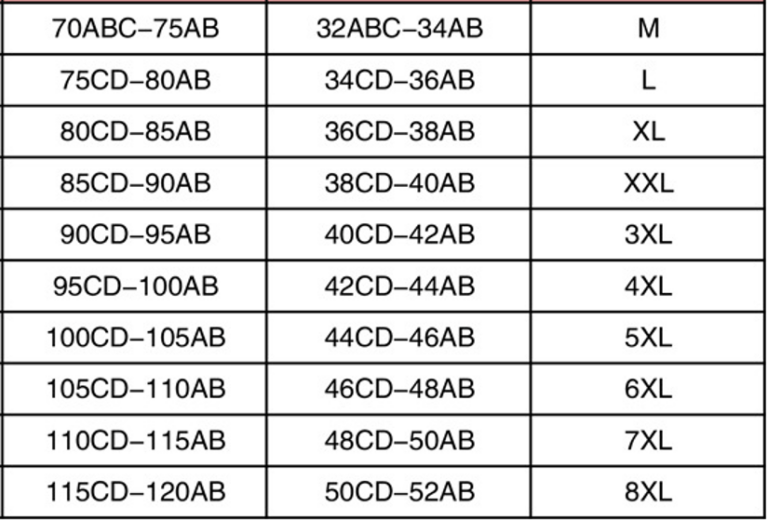 70ABC–75AB 32ABC–34AB M
75CD–80AB 34CD–36AB L
80CD–85AB 36CD–38AB XL
85CD–90AB 38CD–40AB XXL
90CD–95AB 40CD–42AB 3XL
95CD–100AB 42CD–44AB 4XL
100CD–105AB 44CD–46AB 5XL
105CD–110AB 46CD–48AB 6XL
110CD–115AB 48CD–50AB 7XL
115CD–120AB 50CD–52AB 8XL